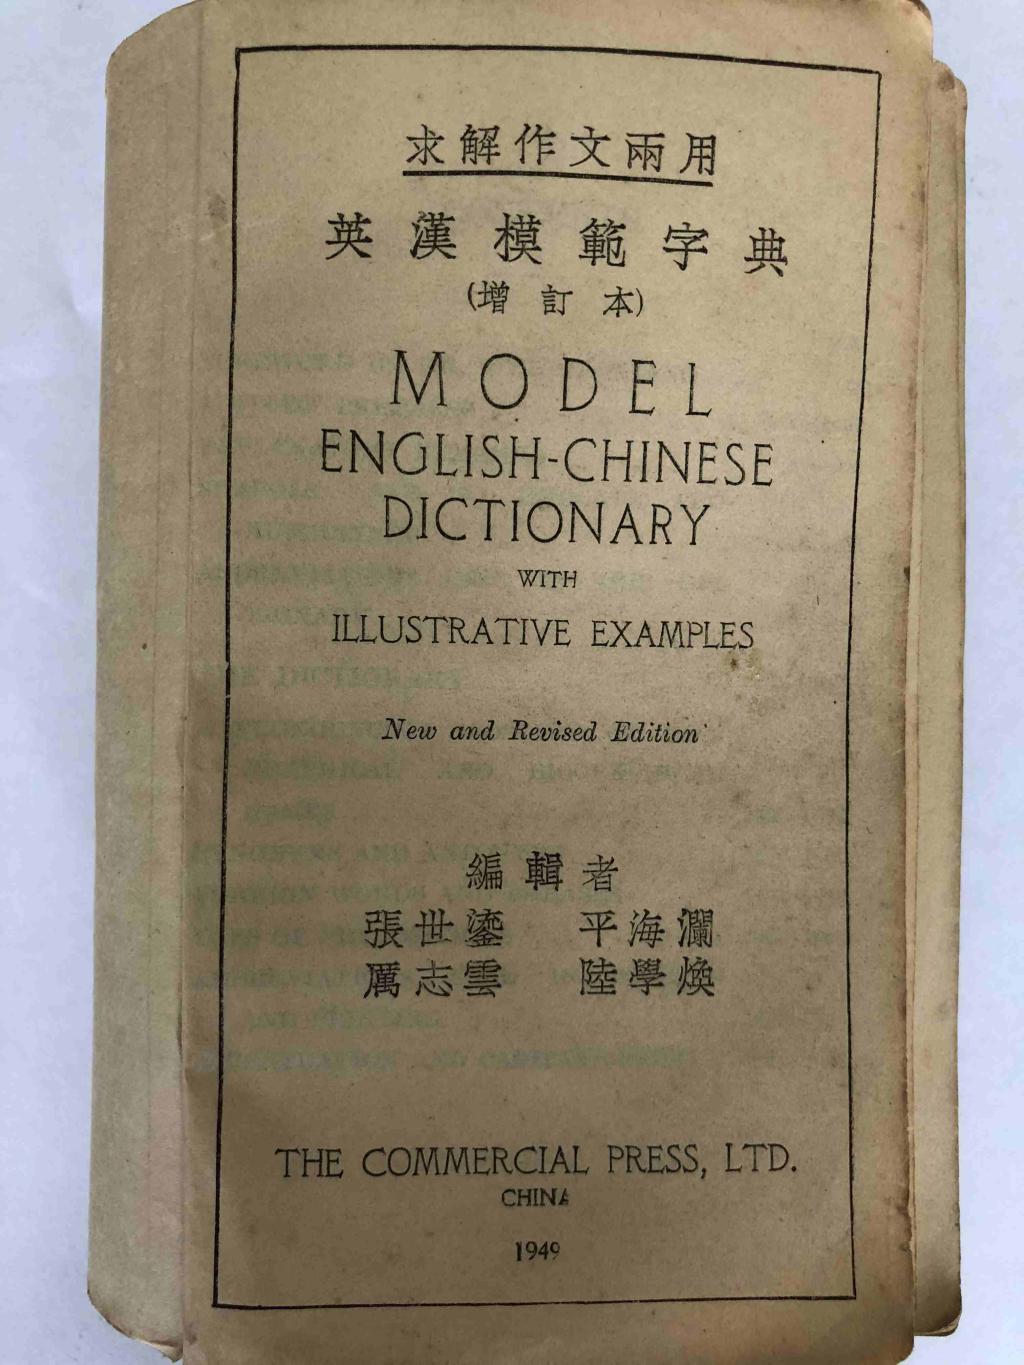 求解作文兩用
英漢模範字典
(增訂本)
MODEL
ENGLISH-CHINESE
DICTIONARY
WITH
ILLUSTRATIVE EXAMPLES
New and Revised Edition
編輯者
張世鎏 平海瀾
厲志雲 陸學煥
THE COMMERCIAL PRESS, LTD.
CHINA
1949